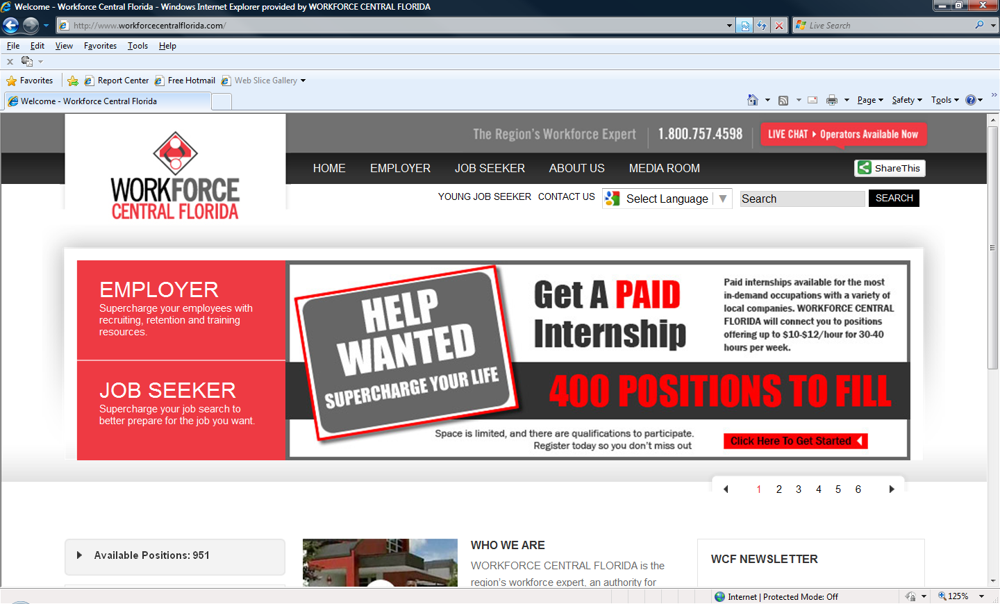 Welcome - Workforce Central Florida - Windows Internet Explorer provided by WORKFORCE CENTRAL FLORIDA
http://www.workforcecentralflorida.com/
Live Search
File Edit View Favorites Tools Help
Favorites Report Center Free Hotmail Web Slice Gallery
Welcome - Workforce Central Florida
Page Safety Tools
The Region's Workforce Expert 1.800.757.4598 LIVE CHAT Operators Available Now
WORKFORCE
CENTRAL FLORIDA
HOME EMPLOYER JOB SEEKER ABOUT US MEDIA ROOM ShareThis
YOUNG JOB SEEKER CONTACT US Select Language Search SEARCH
EMPLOYER
Supercharge your employees with
recruiting, retention and training
resources.
JOB SEEKER
Supercharge your job search to
better prepare for the job you want.
HELP
WANTED
SUPERCHARGE YOUR LIFE
Get A PAID
Internship
Paid internships available for the most
in-demand occupations with a variety of
local companies. WORKFORCE CENTRAL
FLORIDA will connect you to positions
offering up to $10-$12/hour for 30-40
hours per week.
400 POSITIONS TO FILL
Space is limited, and there are qualifications to participate.
Register today so you don't miss out
Click Here To Get Started
1 2 3 4 5 6
Available Positions: 951
WHO WE ARE
WORKFORCE CENTRAL FLORIDA is the
region's workforce expert, an authority for
WCF NEWSLETTER
Internet | Protected Mode: Off
125%